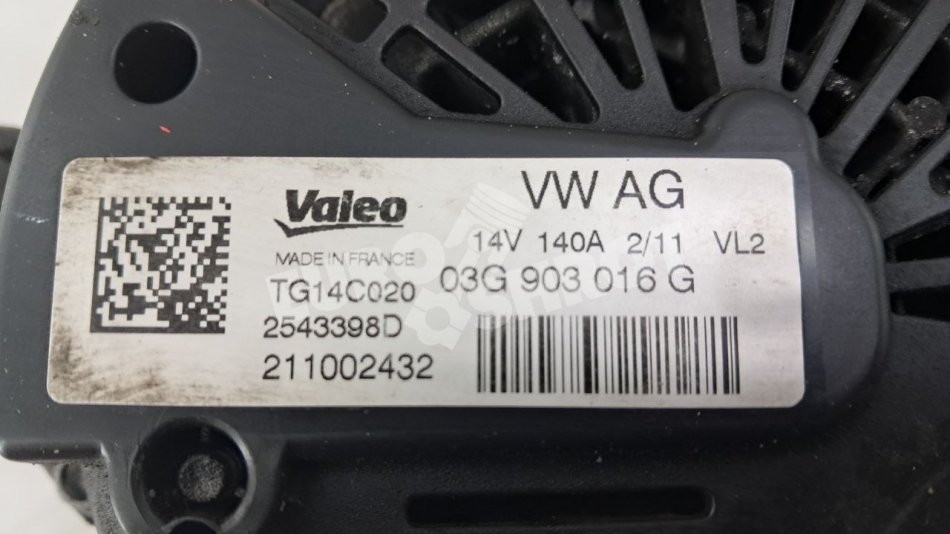 Valeo
MADE IN FRANCE
TG14C020
2543398D
211002432
VW AG
14V 140A 2/11 VL2
03G 903 016 G